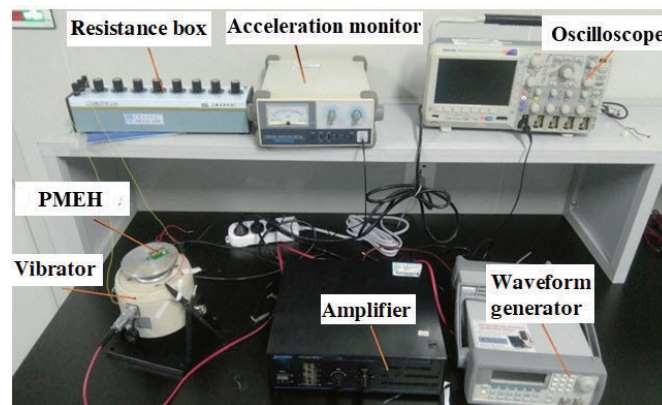 Resistance box
Acceleration monitor
Oscilloscope
PMEH
Vibrator
Amplifier
Waveform
generator